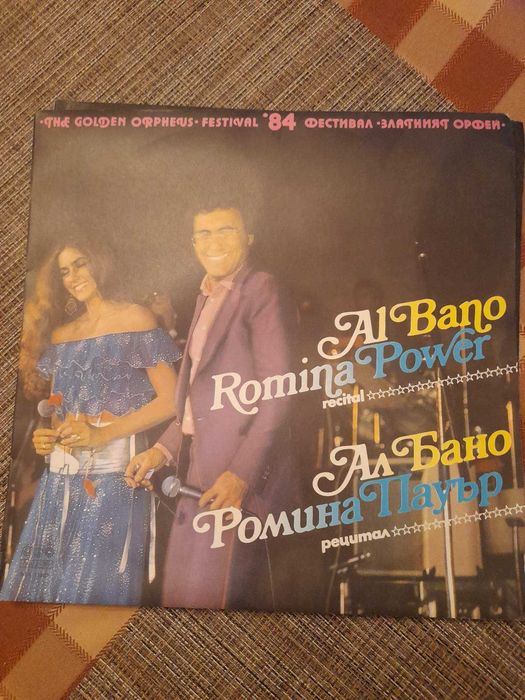 •THE GOLDEN ORPHEUS• FESTIVAL '84 ФЕСТИВАЛ •ЗЛАТНИЯТ ОРФЕЙ•
Al Bano
Romina Power
recital
Ал Бано
Ромина Пауър
рецитал